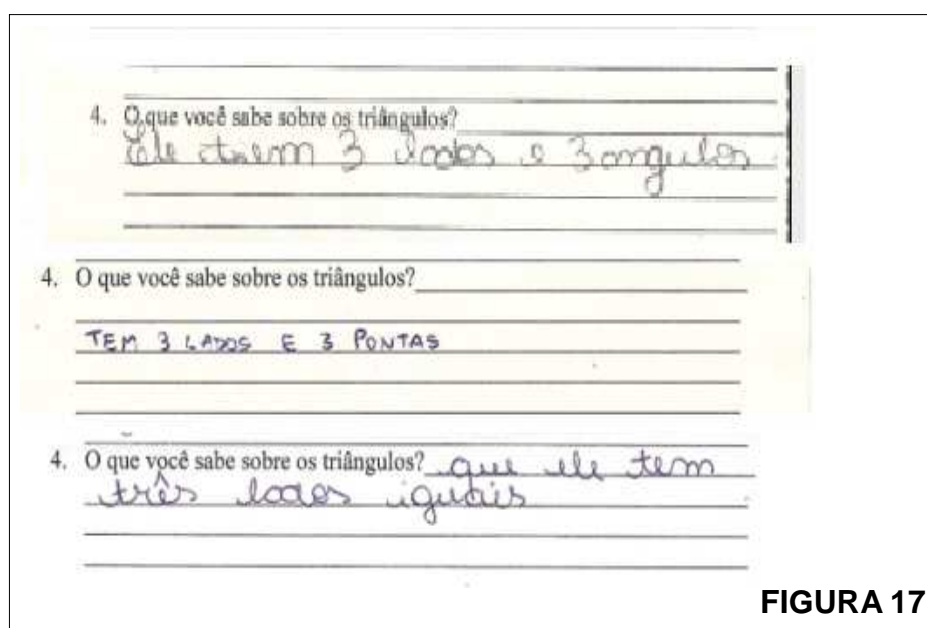 4. O que você sabe sobre os triângulos?
Ele trem 3 lados e 3 angulos
4. O que você sabe sobre os triângulos?
TEM 3 LADOS E 3 PONTAS
4. O que você sabe sobre os triângulos? que ele tem
três lados iguais
FIGURA 17